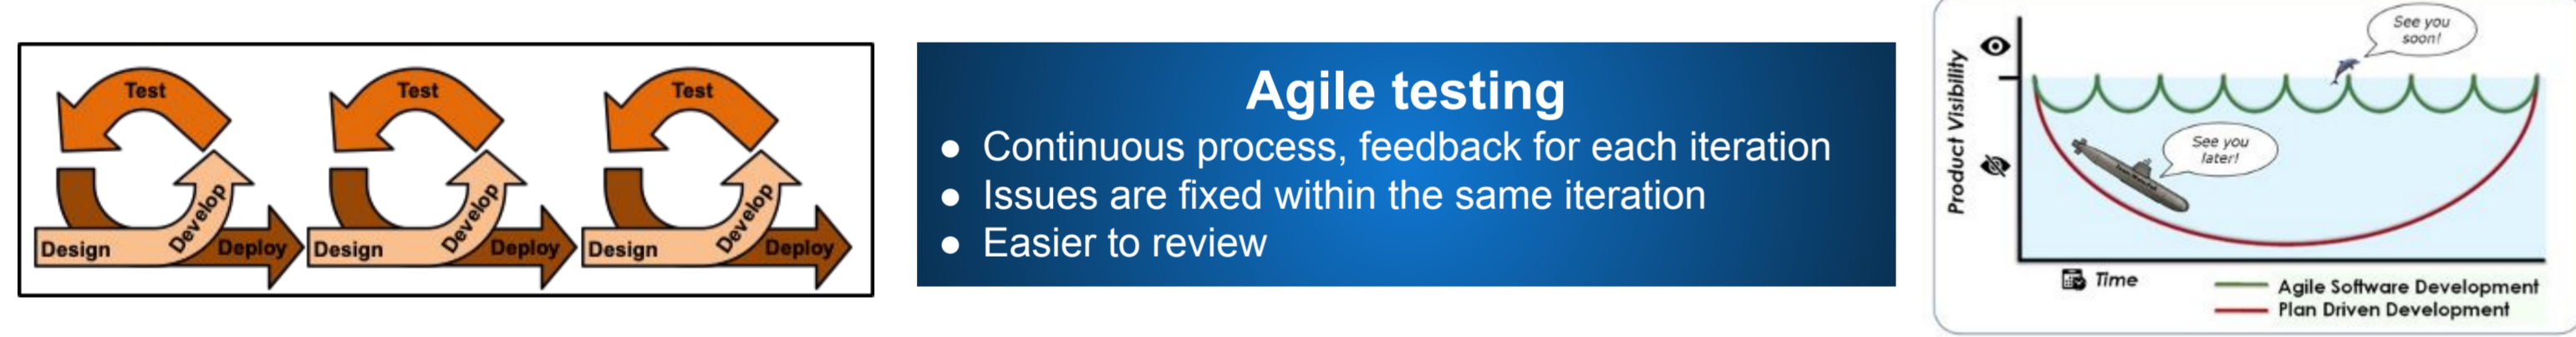 Test
Develop
Design
Deploy
Test
Develop
Design
Deploy
Test
Develop
Design
Deploy
Agile testing
● Continuous process, feedback for each iteration
● Issues are fixed within the same iteration
● Easier to review
See you
soon!
Product Visibility
See you
later!
Time
Agile Software Development
Plan Driven Development